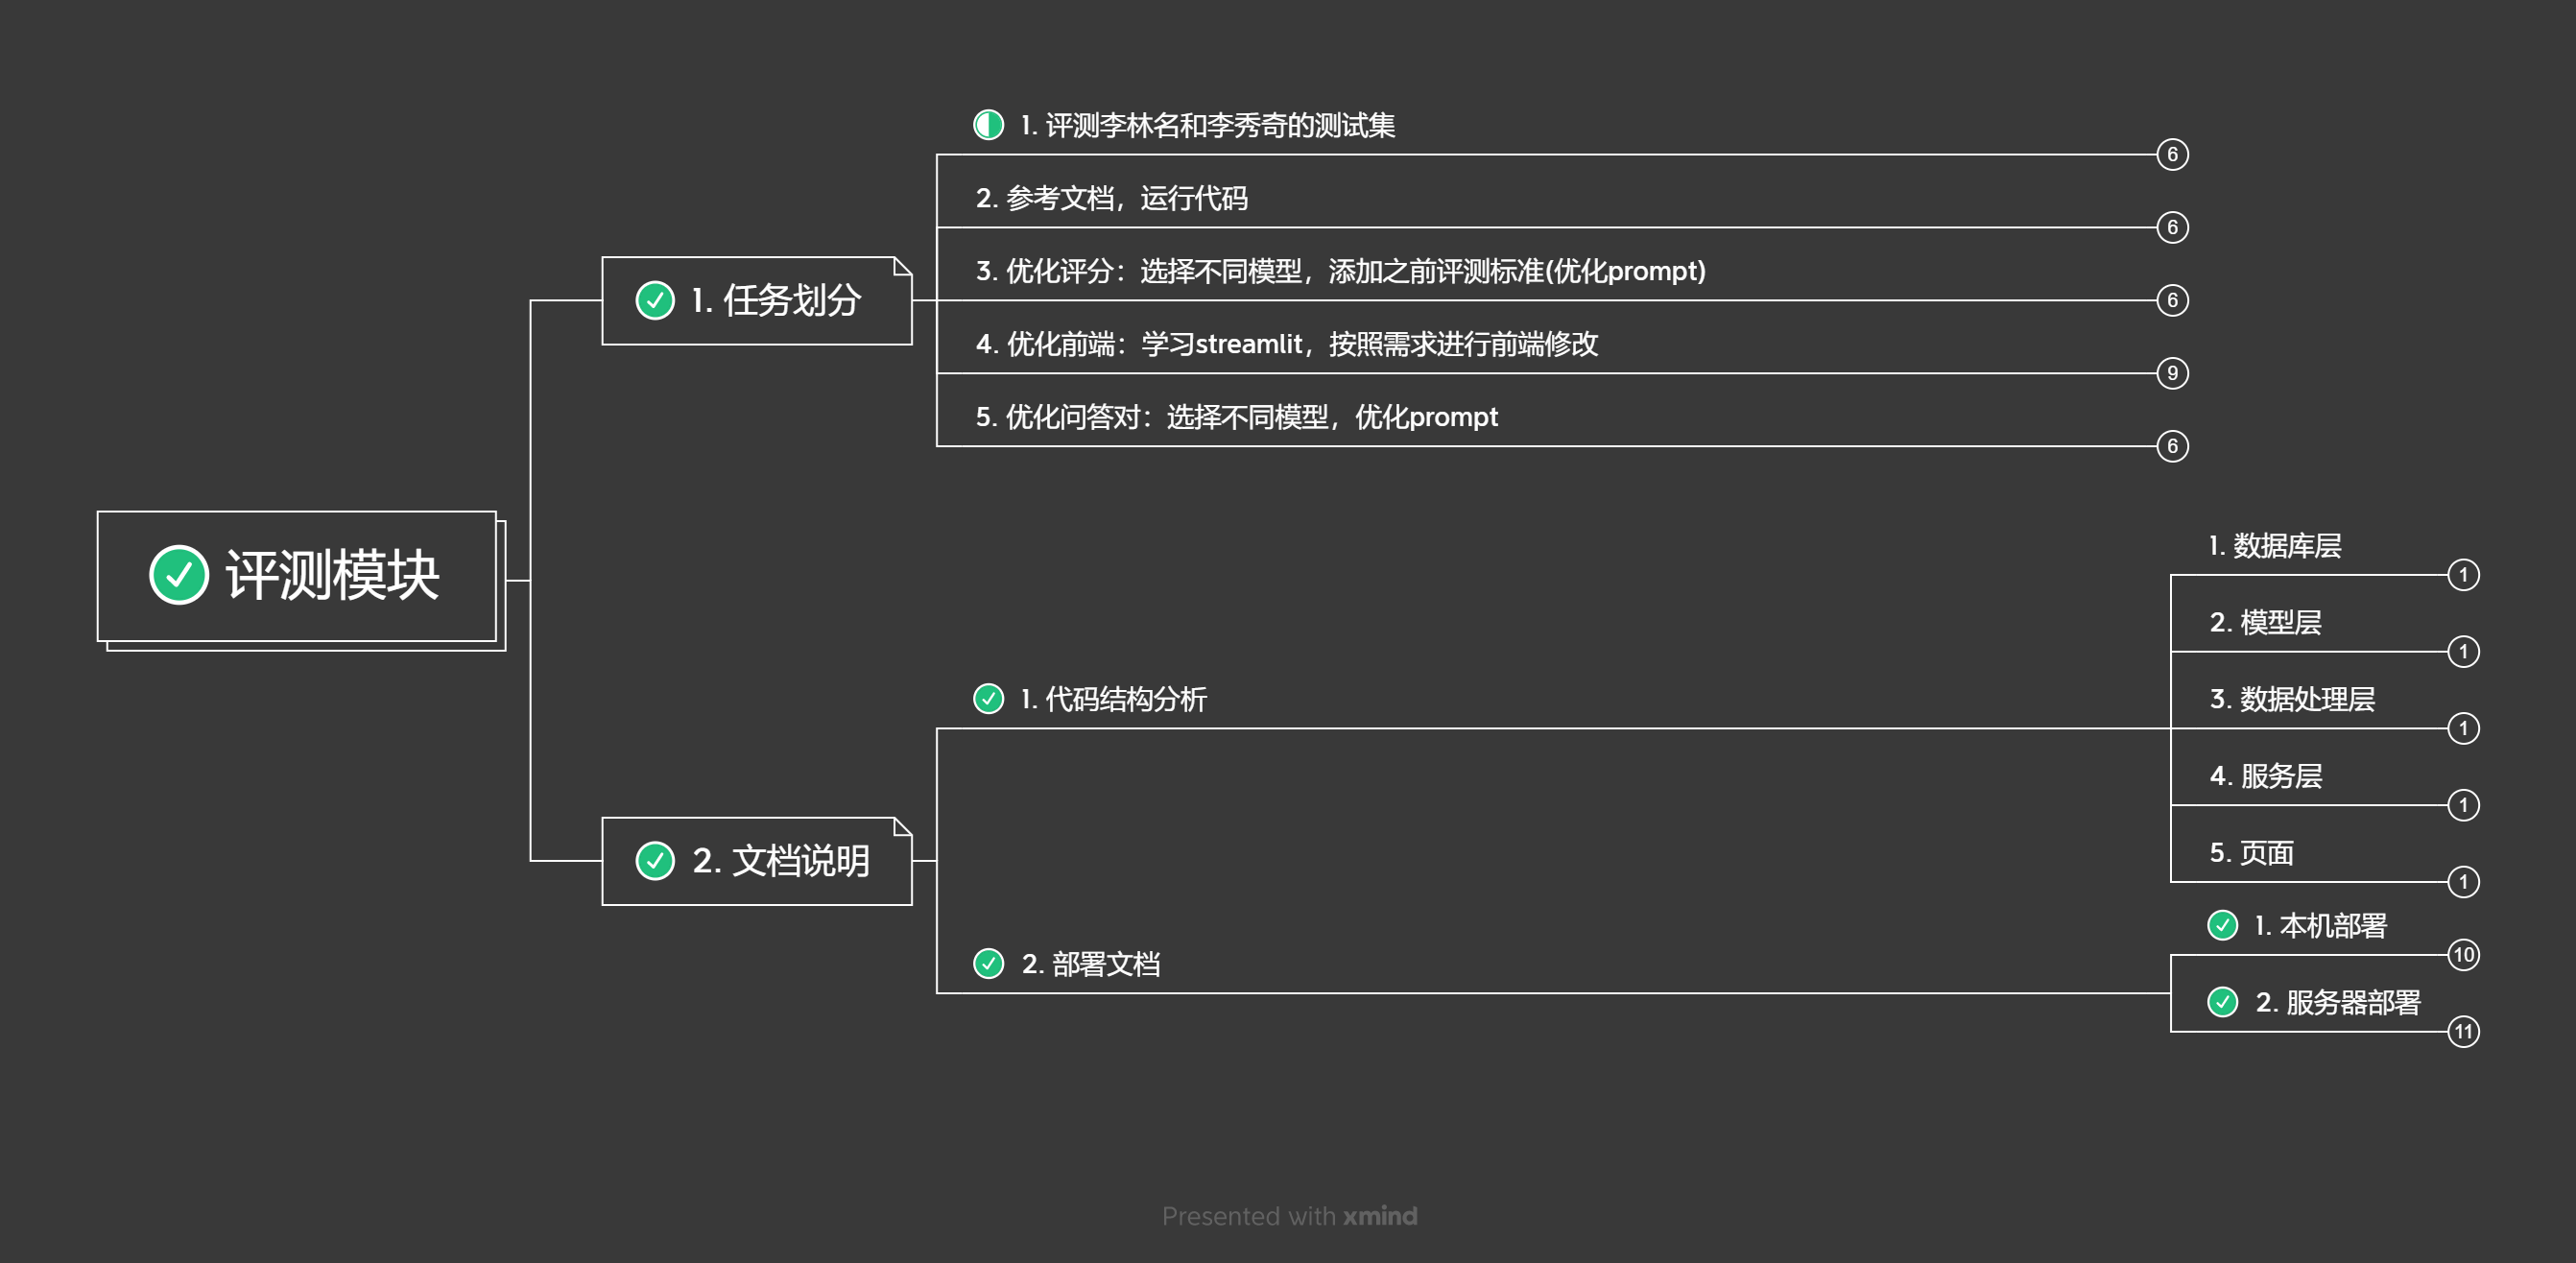 1. 评测李林名和李秀奇的测试集
6
2. 参考文档，运行代码
6
1. 任务划分
3. 优化评分：选择不同模型，添加之前评测标准(优化prompt)
6
4. 优化前端：学习streamlit，按照需求进行前端修改
9
5. 优化问答对：选择不同模型，优化prompt
6
评测模块
1. 数据库层
1
2. 模型层
1
1. 代码结构分析
3. 数据处理层
1
4. 服务层
1
2. 文档说明
5. 页面
1
1. 本机部署
10
2. 部署文档
2. 服务器部署
11
Presented with xmind